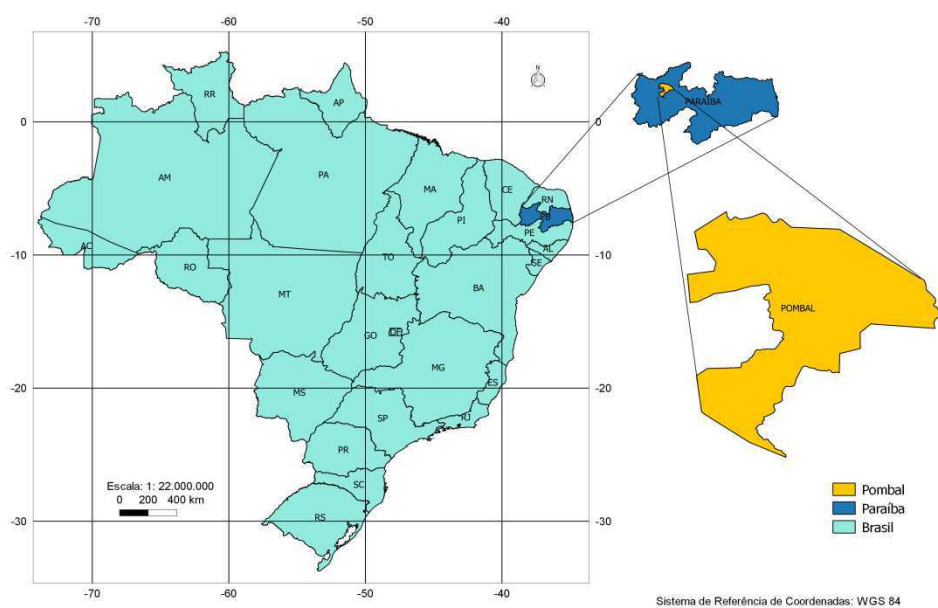 -70 -60 -50 -40
N
RR
AP
PARAÍBA
0 0
AM
PA
MA
CE
RN
PI
PB
PE
AC
TO
AL
-10 -10
RO
SE
BA
MT
POMBAL
GO
DF
MG
-20 -20
MS
ES
SP
RJ
PR
Escala: 1: 22.000.000
0 200 400 km
SC
Pombal
RS
Paraíba
-30 -30
Brasil
-70 -60 -50 -40
Sistema de Referência de Coordenadas: WGS 84